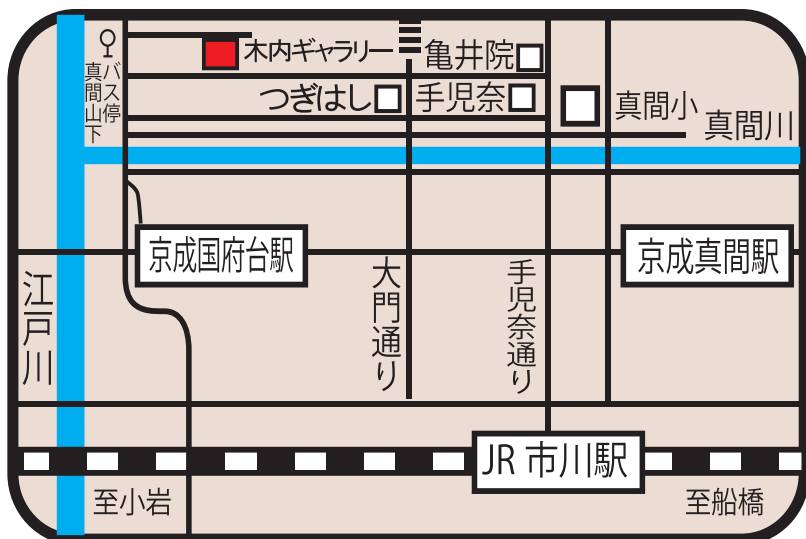 木内ギャラリー
亀井院
バス停
真間山下
つぎはし
手児奈
真間小
真間川
京成国府台駅
京成真間駅
江戸川
大門通り
手児奈通り
JR 市川駅
至小岩
至船橋